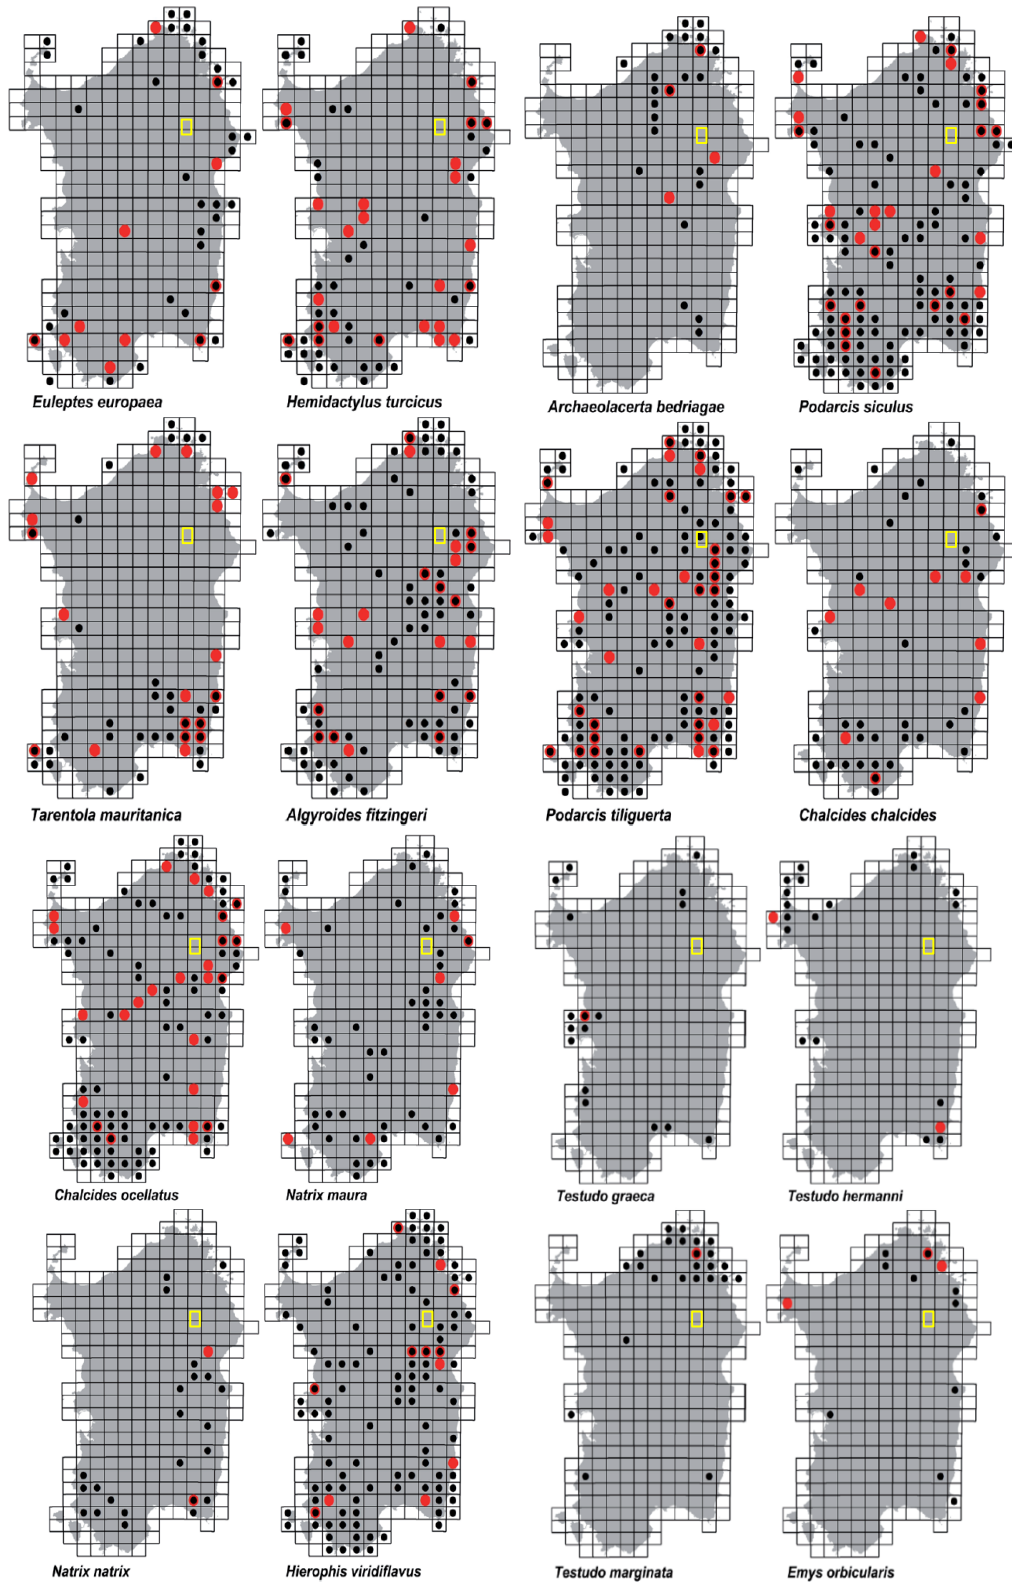 Euleptes europaea
Hemidactylus turcicus
Archaeolacerta bedriagae
Podarcis siculus
Tarentola mauritanica
Algyroides fitzingeri
Podarcis tiliguerta
Chalcides chalcides
Chalcides ocellatus
Natrix maura
Testudo graeca
Testudo hermanni
Natrix natrix
Hierophis viridiflavus
Testudo marginata
Emys orbicularis